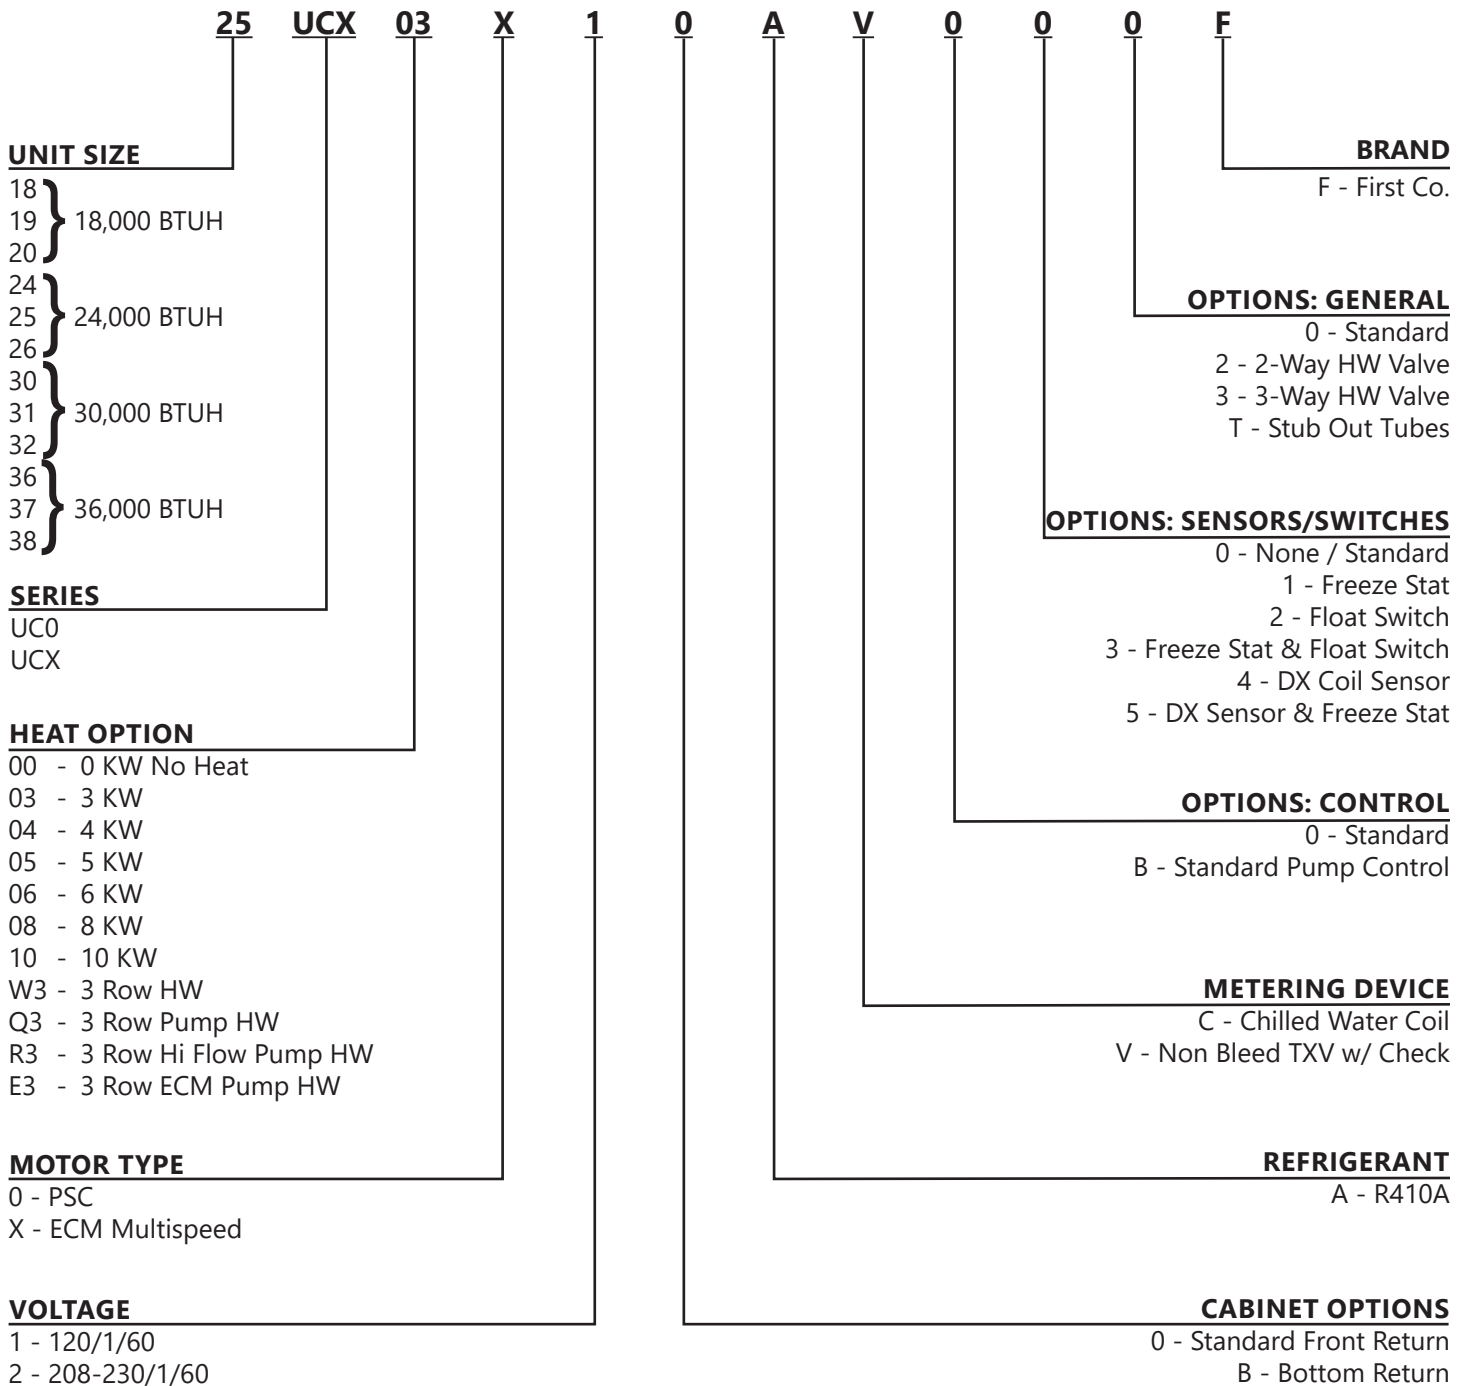 25 UCX 03 X 1 0 A V 0 0 0 F
UNIT SIZE
18
19
20
18,000 BTUH
24
25
26
24,000 BTUH
30
31
32
30,000 BTUH
36
37
38
36,000 BTUH
SERIES
UC0
UCX
HEAT OPTION
00 - 0 KW No Heat
03 - 3 KW
04 - 4 KW
05 - 5 KW
06 - 6 KW
08 - 8 KW
10 - 10 KW
W3 - 3 Row HW
Q3 - 3 Row Pump HW
R3 - 3 Row Hi Flow Pump HW
E3 - 3 Row ECM Pump HW
MOTOR TYPE
0 - PSC
X - ECM Multispeed
VOLTAGE
1 - 120/1/60
2 - 208-230/1/60
BRAND
F - First Co.
OPTIONS: GENERAL
0 - Standard
2 - 2-Way HW Valve
3 - 3-Way HW Valve
T - Stub Out Tubes
OPTIONS: SENSORS/SWITCHES
0 - None / Standard
1 - Freeze Stat
2 - Float Switch
3 - Freeze Stat & Float Switch
4 - DX Coil Sensor
5 - DX Sensor & Freeze Stat
OPTIONS: CONTROL
0 - Standard
B - Standard Pump Control
METERING DEVICE
C - Chilled Water Coil
V - Non Bleed TXV w/ Check
REFRIGERANT
A - R410A
CABINET OPTIONS
0 - Standard Front Return
B - Bottom Return